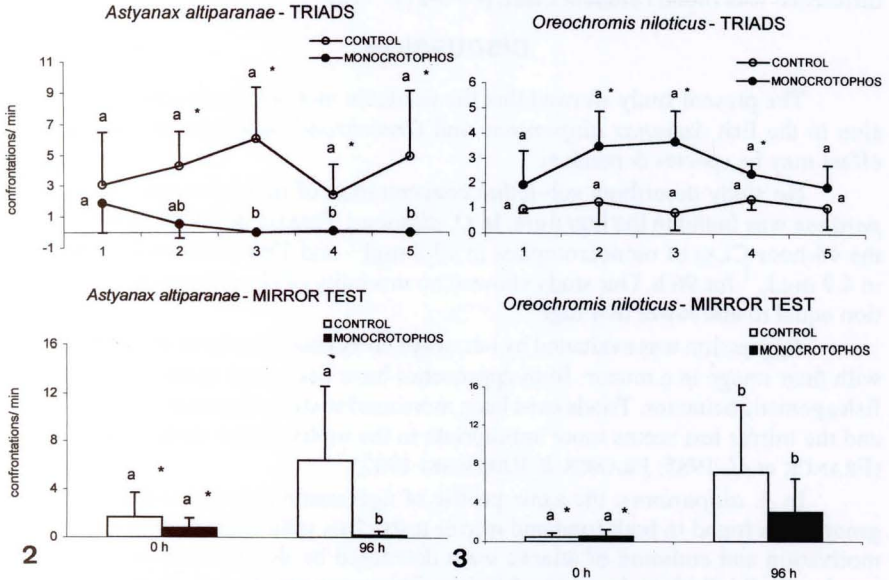 Astyanax altiparanae - TRIADS
CONTROL
MONOCROTOPHOS
confrontations/ min
11
9
7
5
3
1
-1
a
a *
a *
a *
a *
a
ab
b
b
b
1
2
3
4
5
Oreochromis niloticus - TRIADS
CONTROL
MONOCROTOPHOS
6
5
4
3
2
1
0
a
a *
a *
a *
a
a
a
a
a
a
1
2
3
4
5
Astyanax altiparanae - MIRROR TEST
CONTROL
MONOCROTOPHOS
confrontations/ min
16
12
8
4
0
a *
a *
a *
a
0 h
96 h
2
Oreochromis niloticus - MIRROR TEST
CONTROL
MONOCROTOPHOS
16
12
8
4
0
a *
a *
b
b
0 h
96 h
3